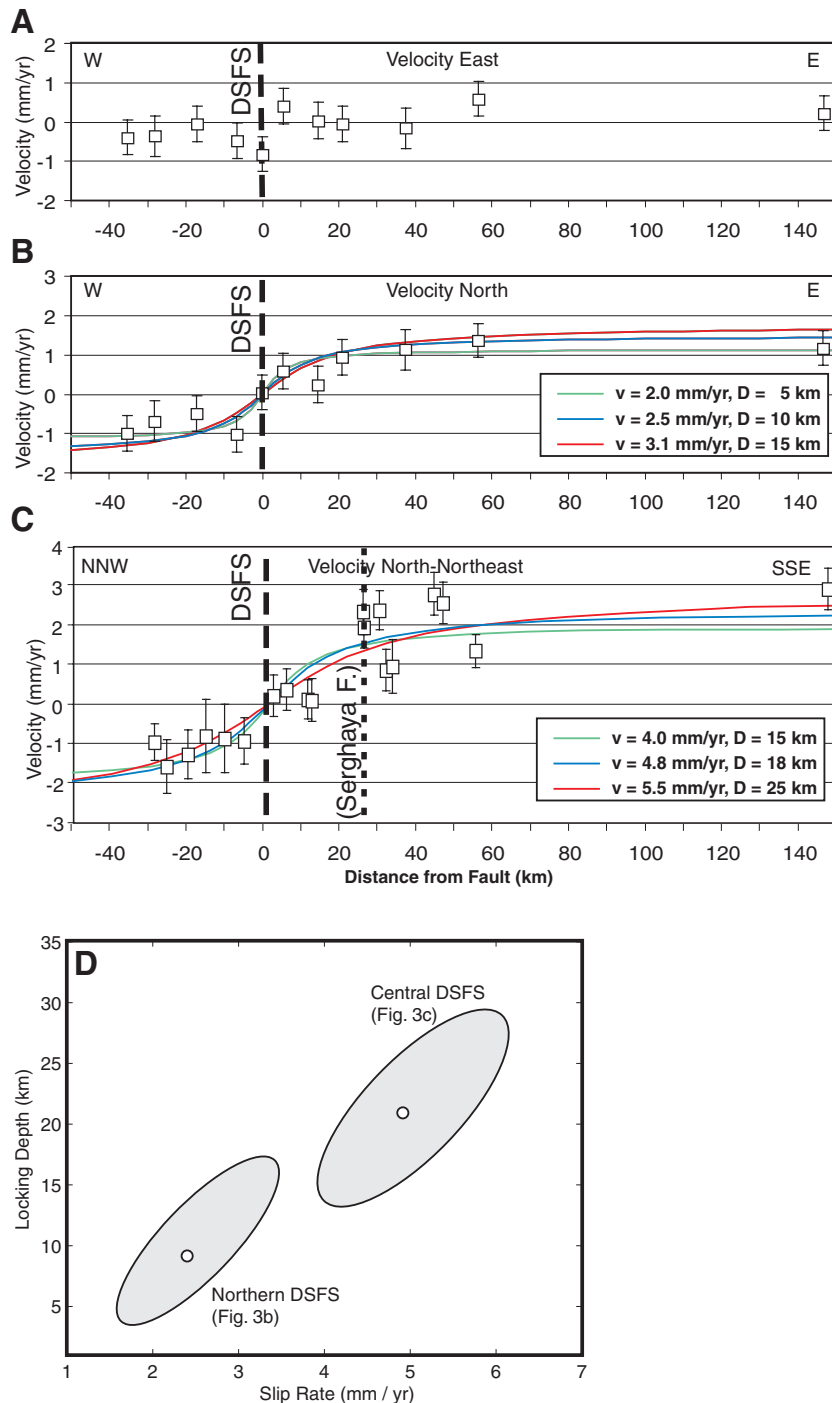 A
W
Velocity East
E
DSFS
Velocity (mm/yr)
2
1
0
-1
-2
-40 -20 0 20 40 60 80 100 120 140
B
W
Velocity North
E
DSFS
Velocity (mm/yr)
3
2
1
0
-1
-2
v = 2.0 mm/yr, D = 5 km
v = 2.5 mm/yr, D = 10 km
v = 3.1 mm/yr, D = 15 km
-40 -20 0 20 40 60 80 100 120 140
C
NNW
Velocity North-Northeast
SSE
DSFS
(Serghaya F.)
Velocity (mm/yr)
4
3
2
1
0
-1
-2
-3
v = 4.0 mm/yr, D = 15 km
v = 4.8 mm/yr, D = 18 km
v = 5.5 mm/yr, D = 25 km
-40 -20 0 20 40 60 80 100 120 140
Distance from Fault (km)
D
Locking Depth (km)
35
30
25
20
15
10
5
Central DSFS
(Fig. 3c)
Northern DSFS
(Fig. 3b)
1 2 3 4 5 6 7
Slip Rate (mm / yr)